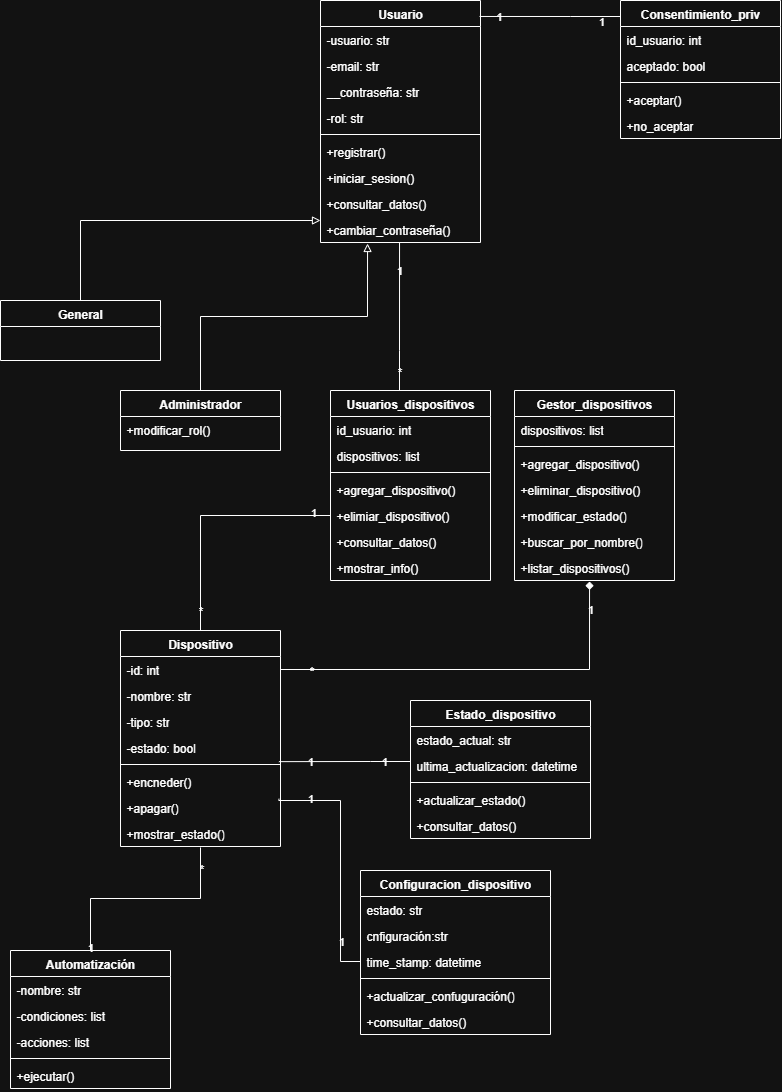 Usuario
-usuario: str
-email: str
__contraseña: str
-rol: str
+registrar()
+iniciar_sesion()
+consultar_datos()
+cambiar_contraseña()
1
1
Consentimiento_priv
id_usuario: int
aceptado: bool
+aceptar()
+no_aceptar
General
1
*
Administrador
+modificar_rol()
Usuarios_dispositivos
id_usuario: int
dispositivos: list
+agregar_dispositivo()
+elimiar_dispositivo()
+consultar_datos()
+mostrar_info()
Gestor_dispositivos
dispositivos: list
+agregar_dispositivo()
+eliminar_dispositivo()
+modificar_estado()
+buscar_por_nombre()
+listar_dispositivos()
1
*
1
*
Dispositivo
-id: int
-nombre: str
-tipo: str
-estado: bool
+encneder()
+apagar()
+mostrar_estado()
1
1
Estado_dispositivo
estado_actual: str
ultima_actualizacion: datetime
+actualizar_estado()
+consultar_datos()
1
1
Configuracion_dispositivo
estado: str
cnfiguración:str
time_stamp: datetime
+actualizar_confuguración()
+consultar_datos()
*
1
Automatización
-nombre: str
-condiciones: list
-acciones: list
+ejecutar()